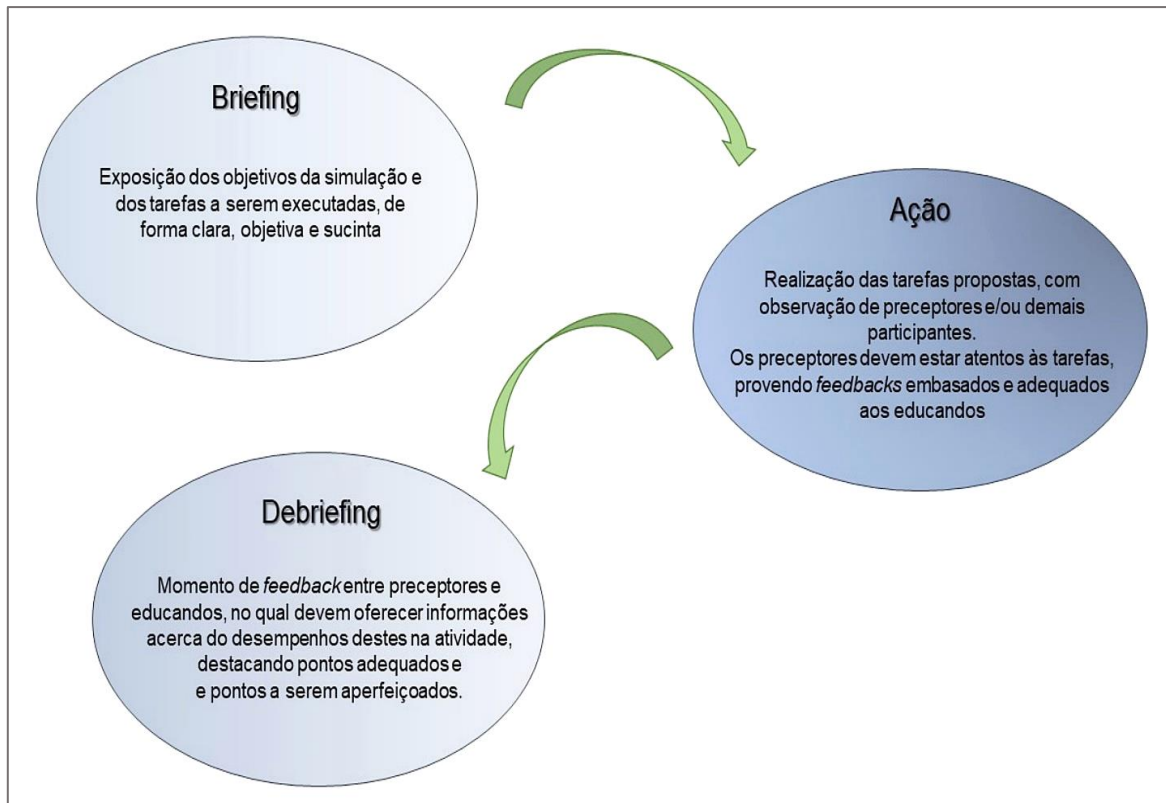 Briefing
Exposição dos objetivos da simulação e
dos tarefas a serem executadas, de
forma clara, objetiva e sucinta
Ação
Realização das tarefas propostas, com
observação de preceptores e/ou demais
participantes.
Os preceptores devem estar atentos às tarefas,
provendo feedbacks embasados e adequados
aos educandos
Debriefing
Momento de feedback entre preceptores e
educandos, no qual devem oferecer informações
acerca do desempenhos destes na atividade,
destacando pontos adequados e
e pontos a serem aperfeiçoados.